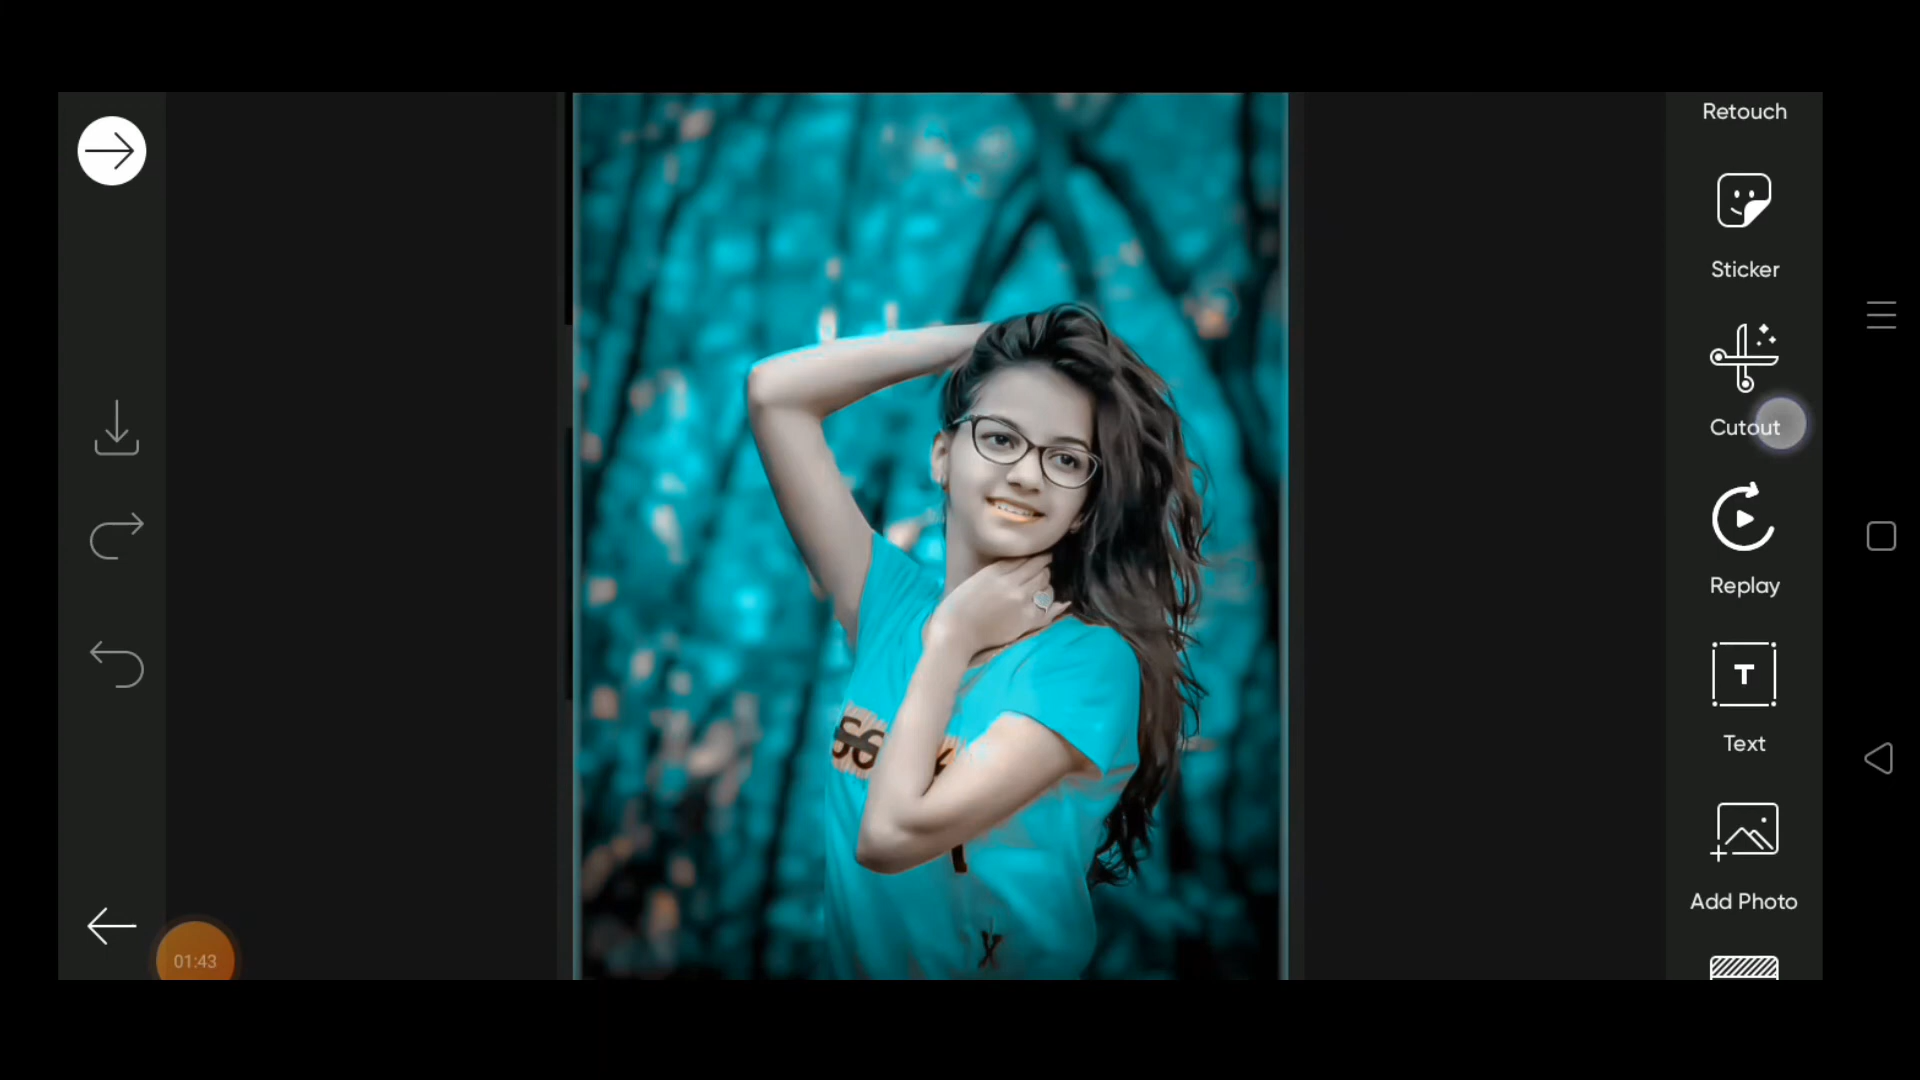 Retouch
Sticker
Cutout
Replay
T
Text
Add Photo
01:43